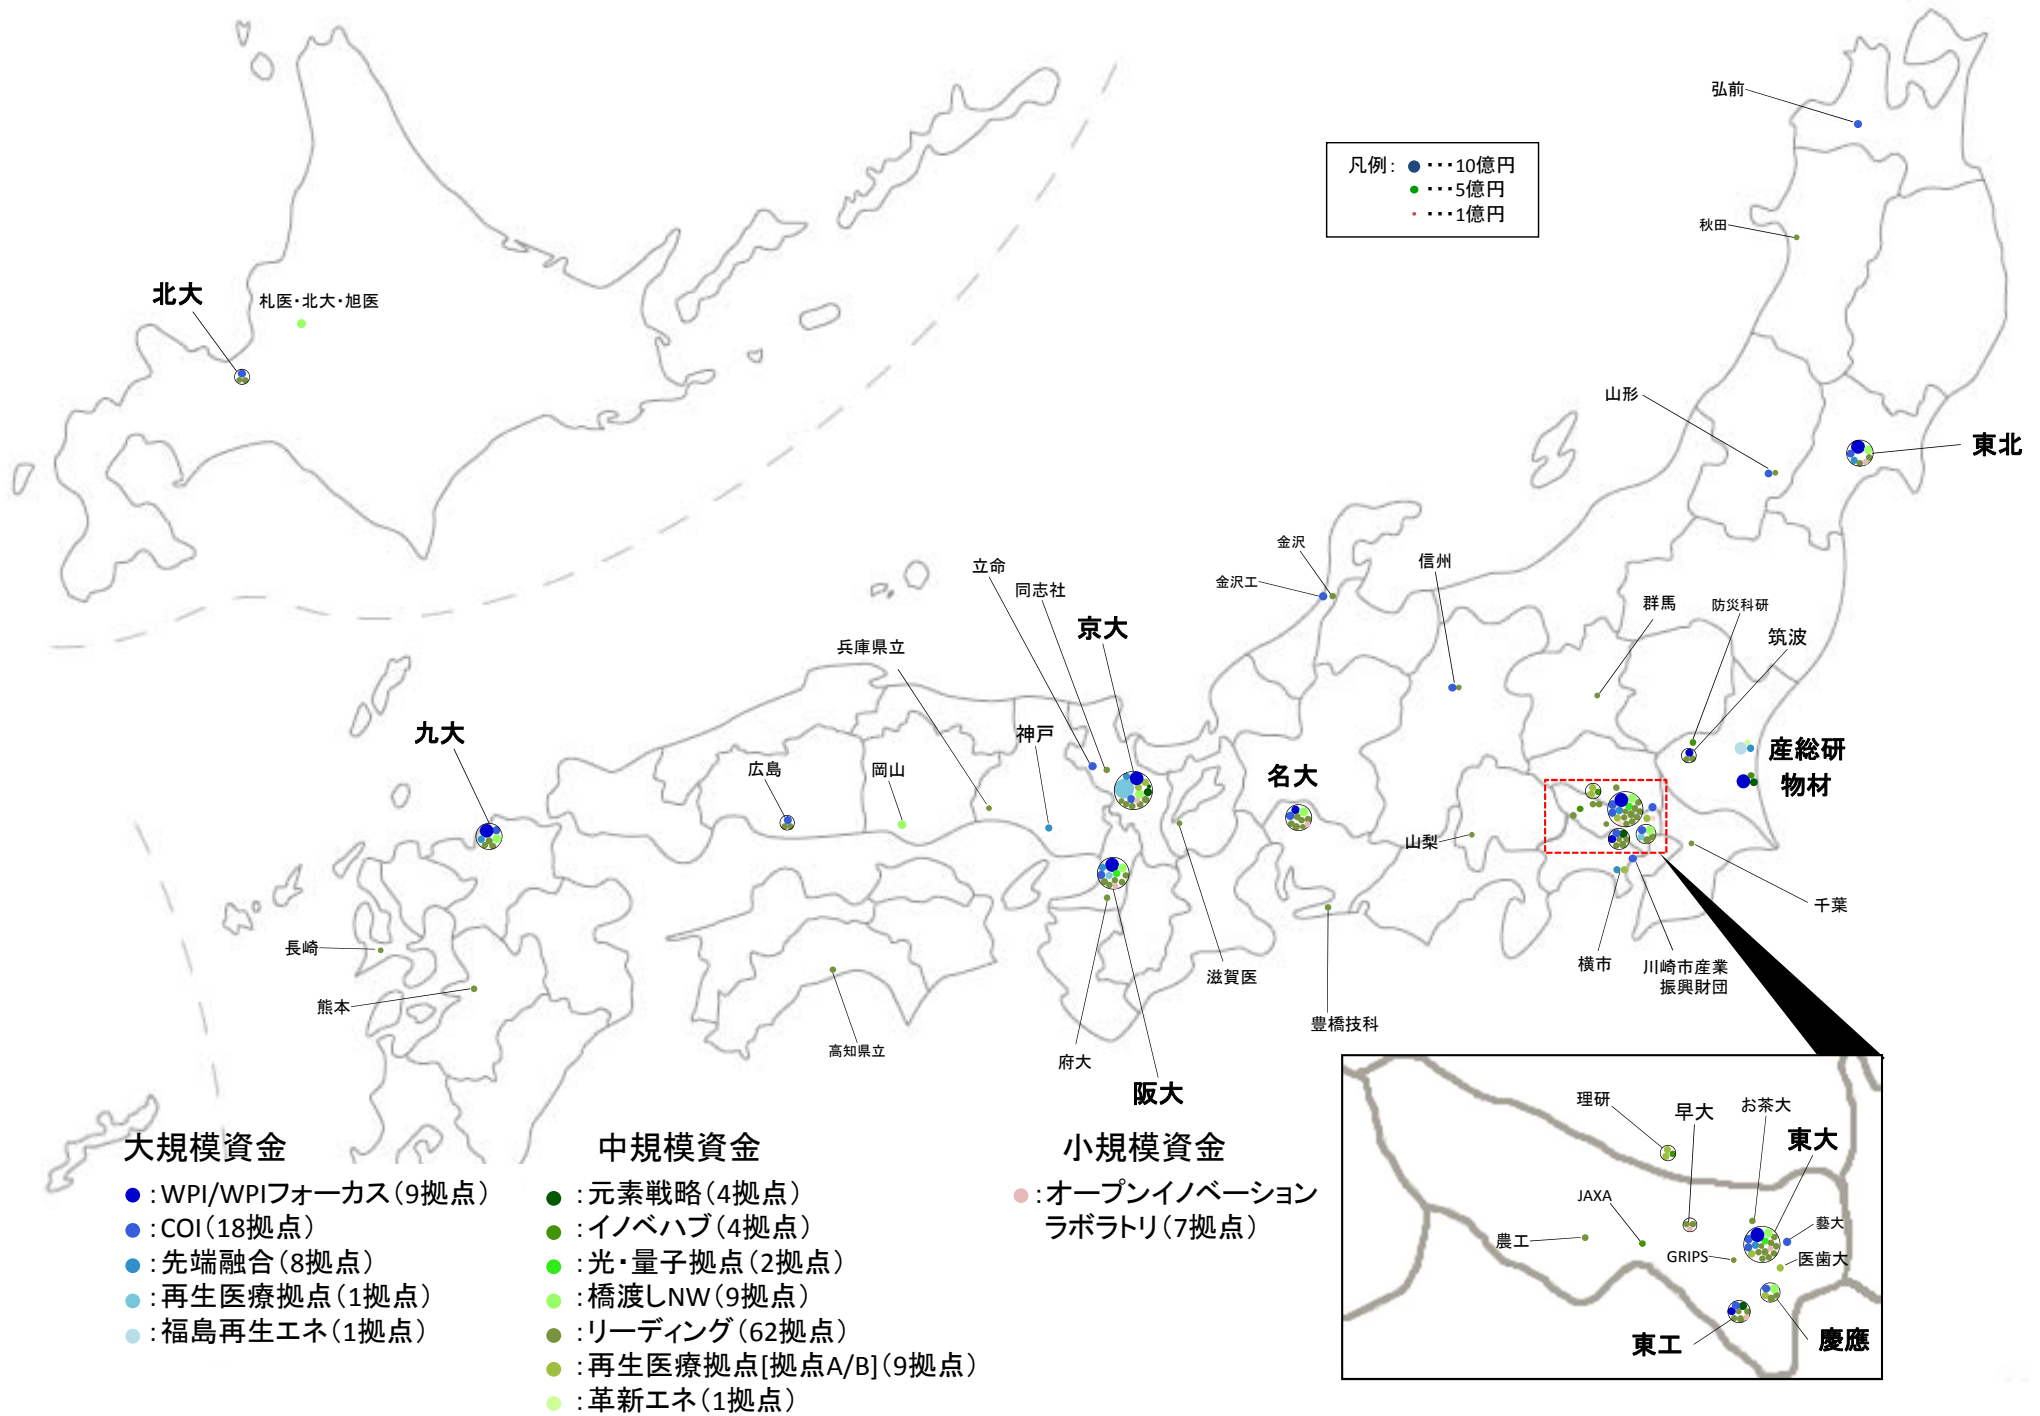 弘前
凡例： ●･･･10億円
●･･･5億円
･･･1億円
秋田
北大
札医・北大・旭医
山形
東北
金沢
金沢工
信州
立命
同志社
京大
兵庫県立
群馬
防災科研
筑波
九大
神戸
広島
岡山
名大
産総研
物材
山梨
千葉
長崎
熊本
高知県立
府大
阪大
滋賀医
豊橋技科
横市
川崎市産業
振興財団
理研
早大
お茶大
東大
JAXA
農工
GRIPS
藝大
医歯大
東工
慶應
大規模資金
●：WPI/WPIフォーカス（9拠点）
●：COI（18拠点）
●：先端融合（8拠点）
●：再生医療拠点（1拠点）
●：福島再生エネ（1拠点）
中規模資金
●：元素戦略（4拠点）
●：イノベハブ（4拠点）
●：光・量子拠点（2拠点）
●：橋渡しNW（9拠点）
●：リーディング（62拠点）
●：再生医療拠点[拠点A/B]（9拠点）
●：革新エネ（1拠点）
小規模資金
●：オープンイノベーション
ラボラトリ（7拠点）